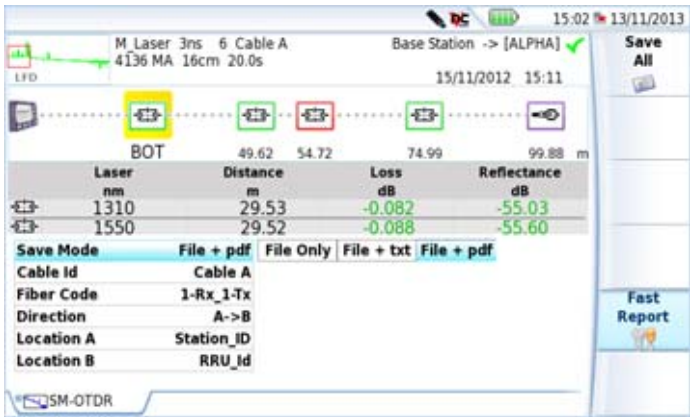 DC 15:02 13/11/2013
M_Laser 3ns 6 Cable A Base Station -> [ALPHA]
4136 MA 16cm 20.0s
15/11/2012 15:11
LFD
Save
All
BOT 49.62 54.72 74.99 99.88 m
Laser Distance Loss Reflectance
nm m dB dB
1310 29.53 -0.082 -55.03
1550 29.52 -0.088 -55.60
Save Mode File + pdf File Only File + txt File + pdf
Cable Id Cable A
Fiber Code 1-Rx_1-Tx
Direction A->B
Location A Station_ID
Location B RRU_Id
Fast
Report
SM-OTDR